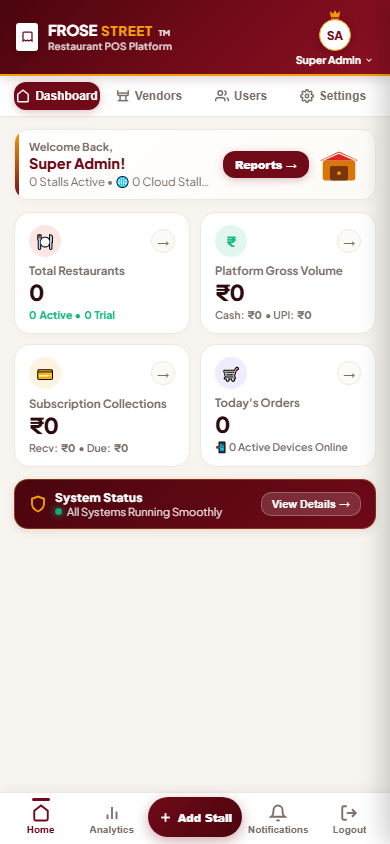 FROSE STREET TM
Restaurant POS Platform
SA
Super Admin
Dashboard
Vendors
Users
Settings
Welcome Back,
Super Admin!
0 Stalls Active • 🌐 0 Cloud Stall...
Reports →
→
Total Restaurants
0
0 Active • 0 Trial
₹
→
Platform Gross Volume
₹0
Cash: ₹0 • UPI: ₹0
→
Subscription Collections
₹0
Recv: ₹0 • Due: ₹0
→
Today's Orders
0
📲 0 Active Devices Online
System Status
All Systems Running Smoothly
View Details →
Home
Analytics
+ Add Stall
Notifications
Logout